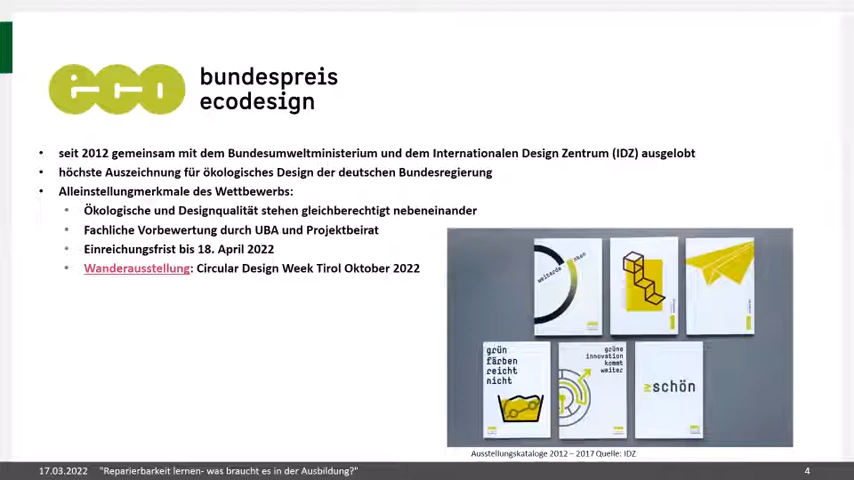 eco
bundespreis
ecodesign
• seit 2012 gemeinsam mit dem Bundesumweltministerium und dem Internationalen Design Zentrum (IDZ) ausgelobt
• höchste Auszeichnung für ökologisches Design der deutschen Bundesregierung
• Alleinstellungmerkmale des Wettbewerbs:
• Ökologische und Designqualität stehen gleichberechtigt nebeneinander
• Fachliche Vorbewertung durch UBA und Projektbeirat
• Einreichungsfrist bis 18. April 2022
• Wanderausstellung: Circular Design Week Tirol Oktober 2022
weiterdenken
grün
färben
reicht
nicht
grüne
innovation
kommt
weiter
schön
Ausstellungskataloge 2012 – 2017 Quelle: IDZ
17.03.2022 "Reparierbarkeit lernen- was braucht es in der Ausbildung?" 4